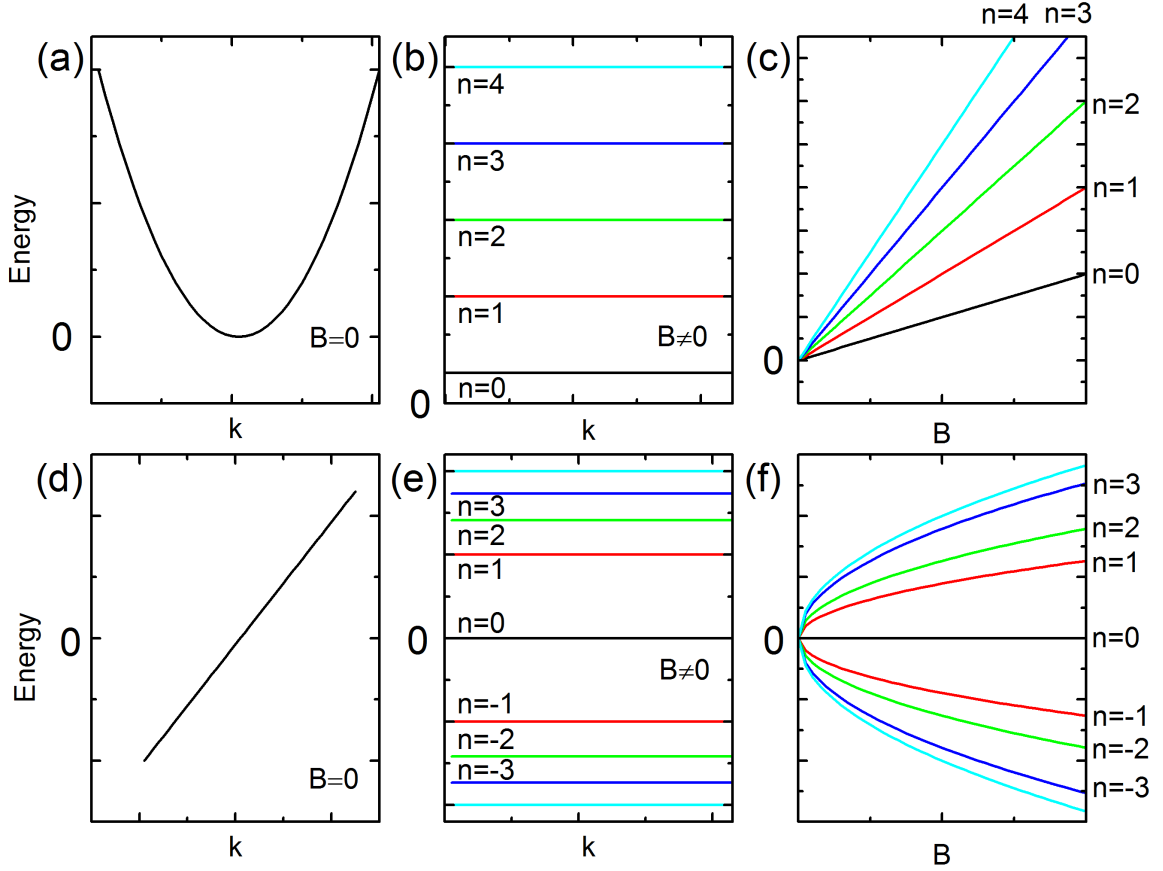 n=4 n=3
(a)
Energy
0
B=0
k
(b)
n=4
n=3
n=2
n=1
B≠0
n=0
0
k
(c)
n=2
n=1
n=0
0
B
(d)
Energy
0
B=0
k
(e)
n=3
n=2
n=1
n=0
0
B≠0
n=-1
n=-2
n=-3
k
(f)
n=3
n=2
n=1
0
n=0
n=-1
n=-2
n=-3
B